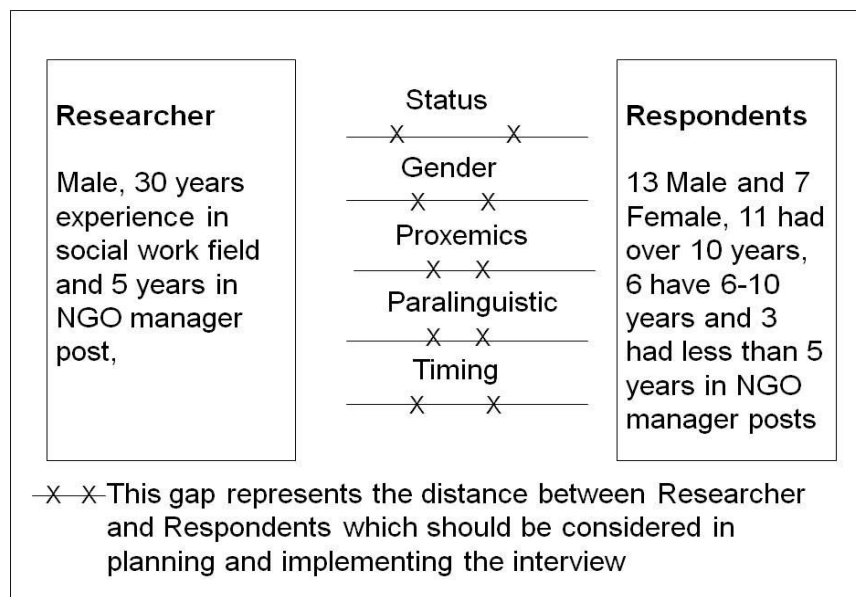 Researcher
Male, 30 years
experience in
social work field
and 5 years in
NGO manager
post,
Status
X X
Gender
X X
Proxemics
X X
Paralinguistic
X X
Timing
X X
Respondents
13 Male and 7
Female, 11 had
over 10 years,
6 have 6-10
years and 3
had less than 5
years in NGO
manager posts
X X This gap represents the distance between Researcher
and Respondents which should be considered in
planning and implementing the interview